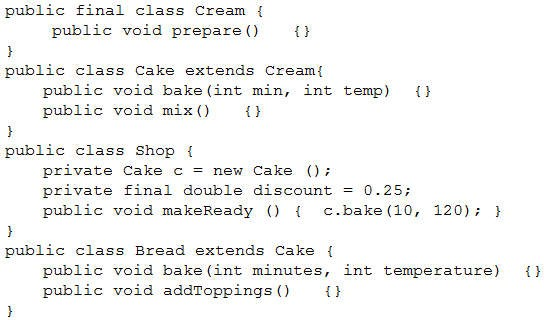 public final class Cream {
public void prepare() {}
}
public class Cake extends Cream{
public void bake(int min, int temp) {}
public void mix() {}
}
public class Shop {
private Cake c = new Cake ();
private final double discount = 0.25;
public void makeReady () { c.bake(10, 120); }
}
public class Bread extends Cake {
public void bake(int minutes, int temperature) {}
public void addToppings() {}
}